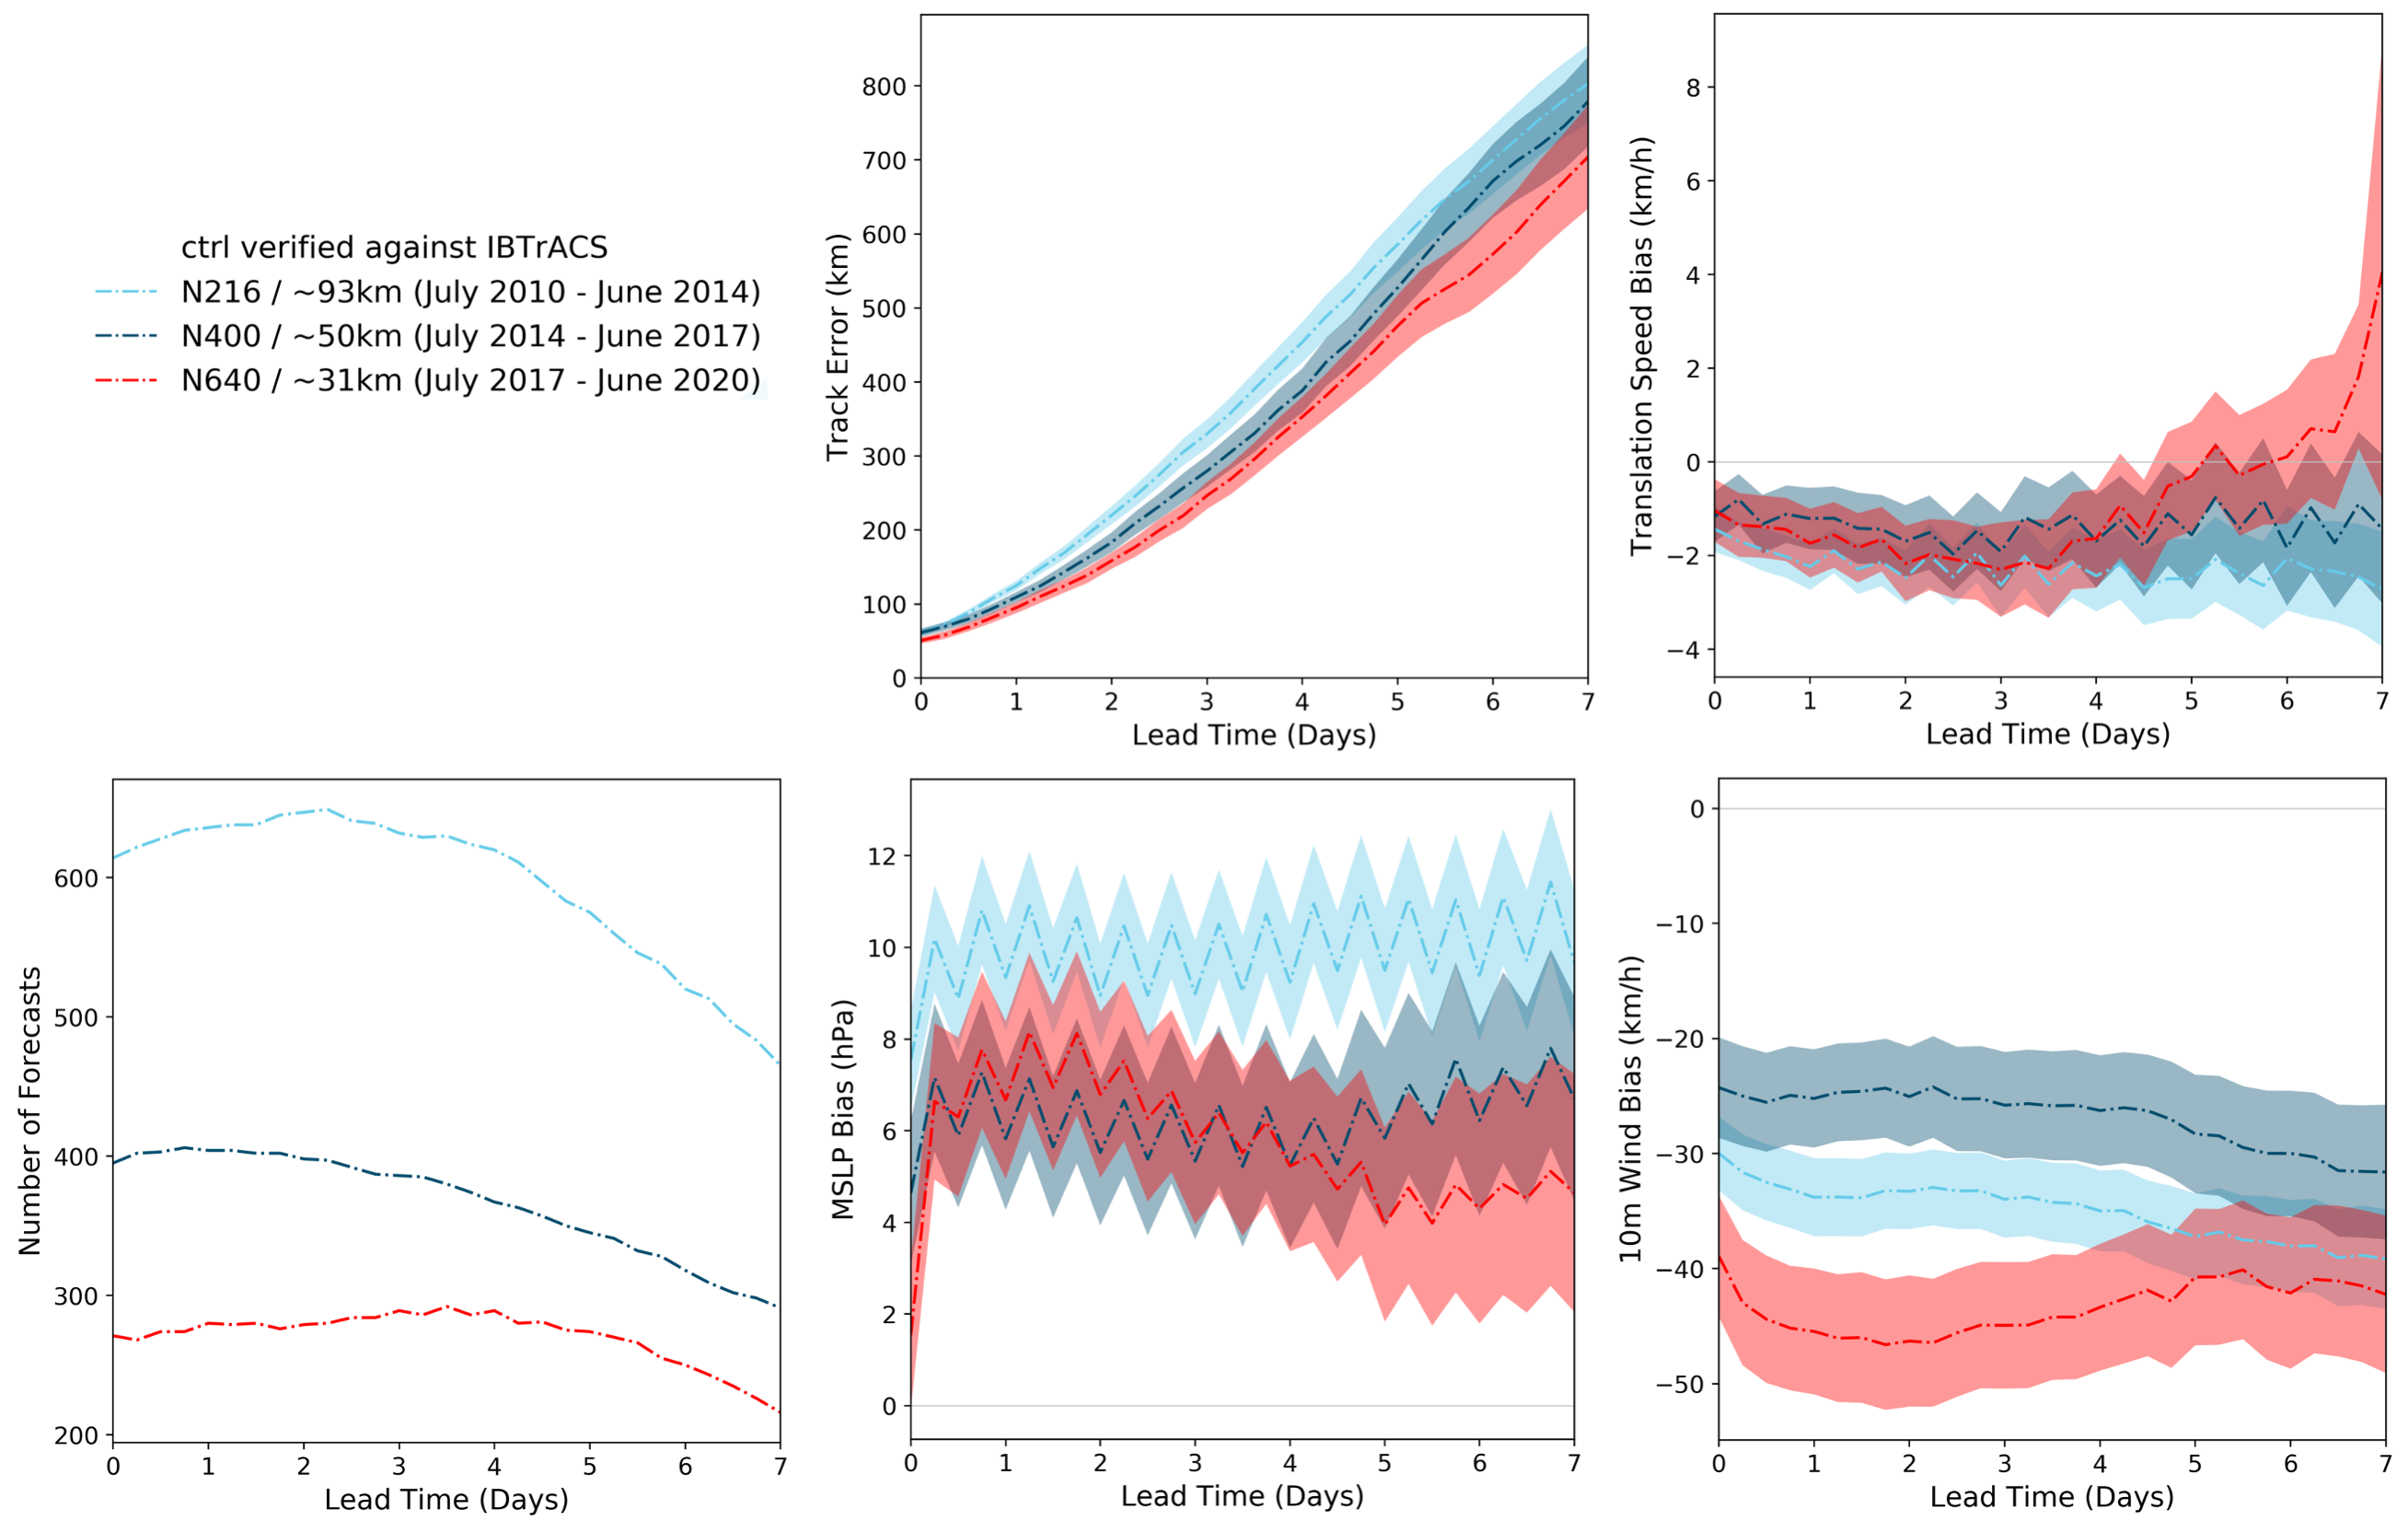 ctrl verified against IBTrACS
N216 / ~93km (July 2010 - June 2014)
N400 / ~50km (July 2014 - June 2017)
N640 / ~31km (July 2017 - June 2020)
Track Error (km)
800
700
600
500
400
300
200
100
0
0 1 2 3 4 5 6 7
Lead Time (Days)
Translation Speed Bias (km/h)
8
6
4
2
0
−2
−4
0 1 2 3 4 5 6 7
Lead Time (Days)
Number of Forecasts
600
500
400
300
200
0 1 2 3 4 5 6 7
Lead Time (Days)
MSLP Bias (hPa)
12
10
8
6
4
2
0
0 1 2 3 4 5 6 7
Lead Time (Days)
10m Wind Bias (km/h)
0
−10
−20
−30
−40
−50
0 1 2 3 4 5 6 7
Lead Time (Days)